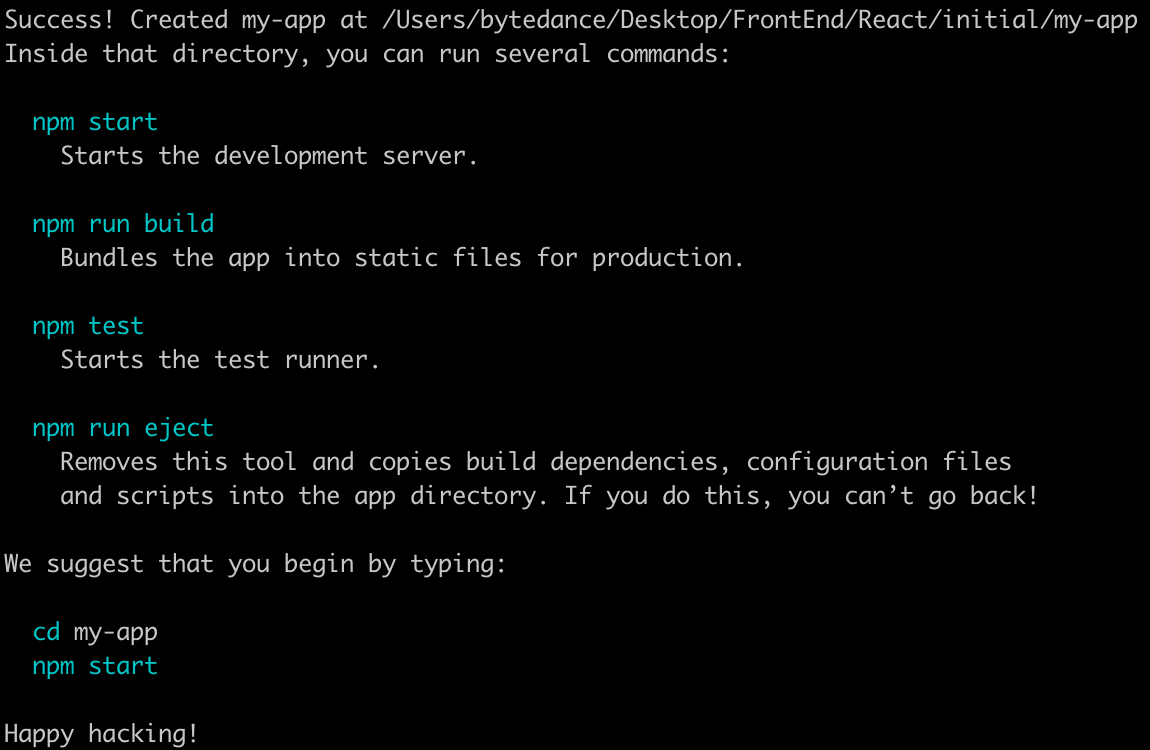 Success! Created my-app at /Users/bytedance/Desktop/FrontEnd/React/initial/my-app
Inside that directory, you can run several commands:
npm start
Starts the development server.
npm run build
Bundles the app into static files for production.
npm test
Starts the test runner.
npm run eject
Removes this tool and copies build dependencies, configuration files
and scripts into the app directory. If you do this, you can’t go back!
We suggest that you begin by typing:
cd my-app
npm start
Happy hacking!